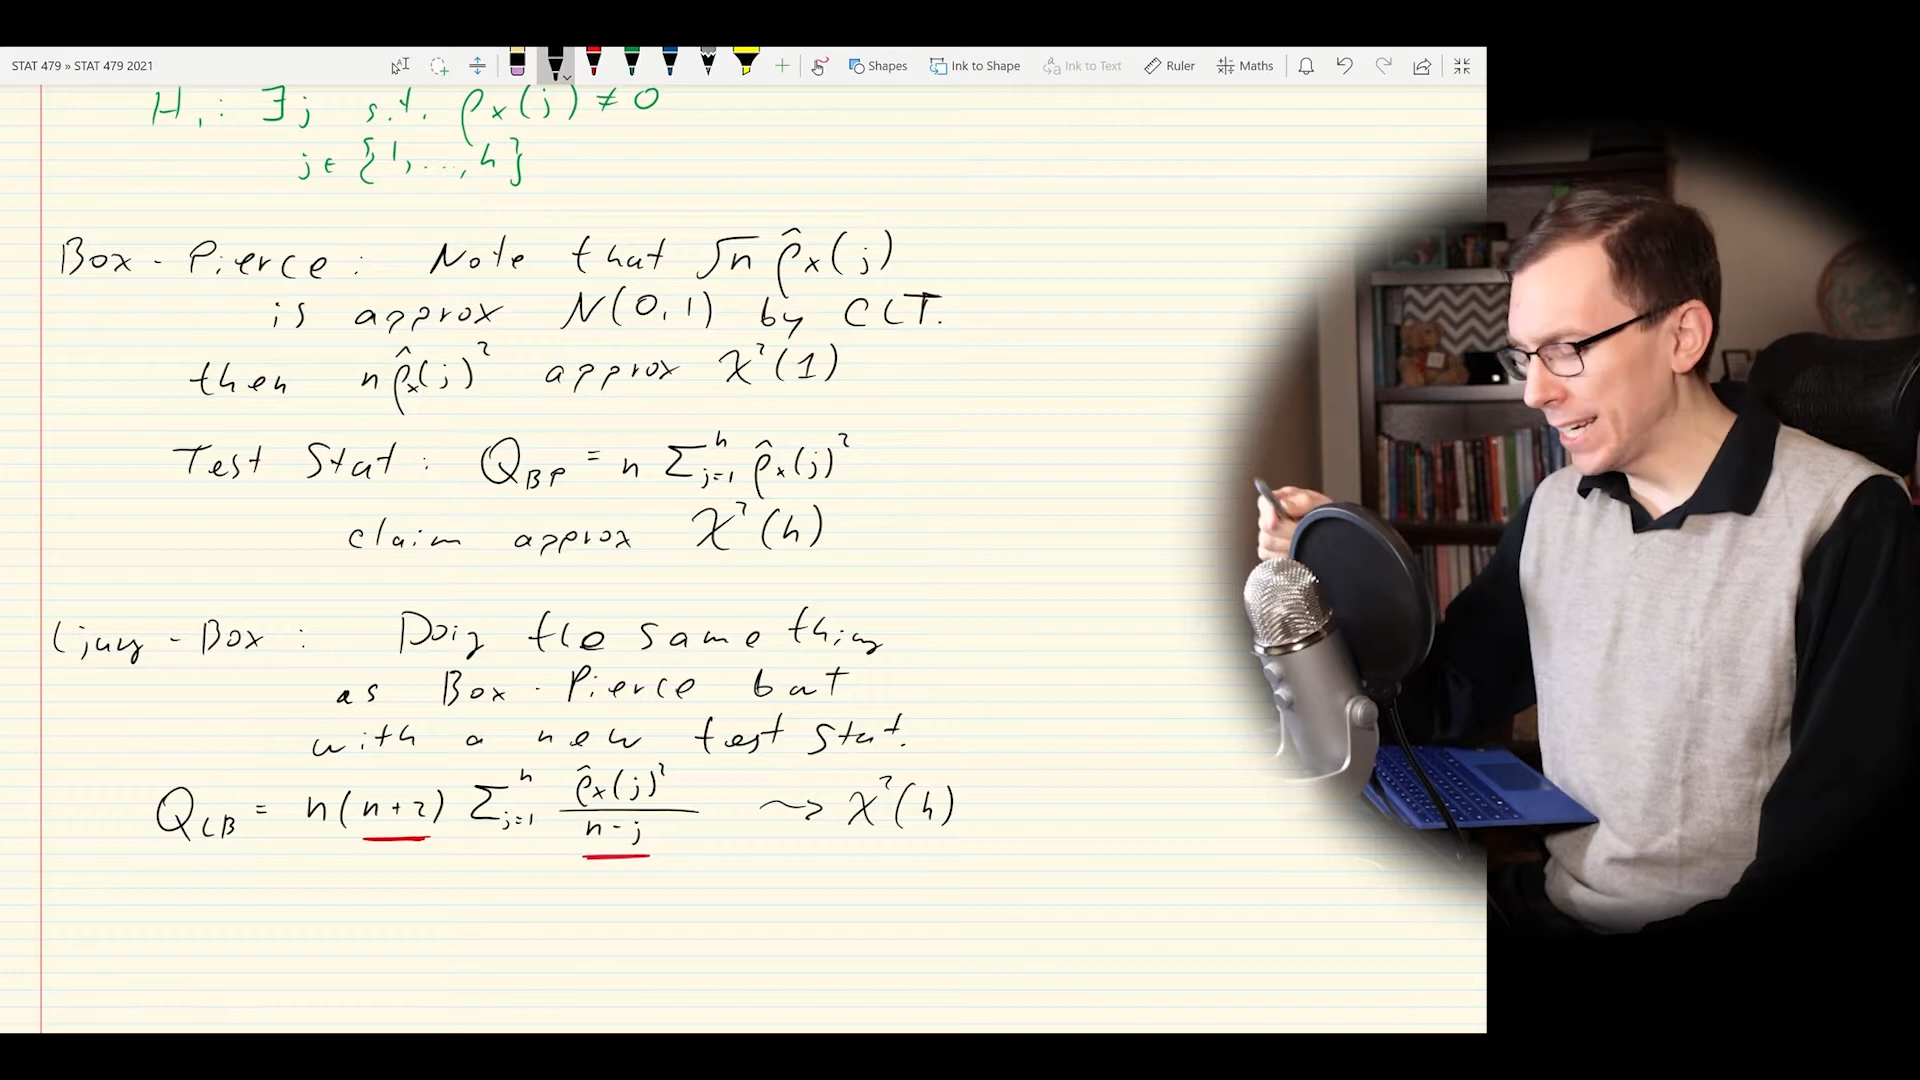 STAT 479 » STAT 479 2021
Shapes Ink to Shape Ink to Text Ruler Maths
H₁: ∃j s.t. ρₓ(j) ≠ 0
j ∈ {1,...,h}
Box-Pierce: Note that √n ρ̂ₓ(j)
is approx N(0,1) by CLT.
then n ρ̂ₓ(j)² approx χ²(1)
Test Stat: Q_BP = n Σ_{j=1}^h ρ̂ₓ(j)²
claim approx χ²(h)
Ljung-Box: Doig the same thing
as Box-Pierce but
with a new test stat.
Q_LB = n(n+2) Σ_{j=1}^h ρ̂ₓ(j)²/(n-j) ⇝ χ²(h)